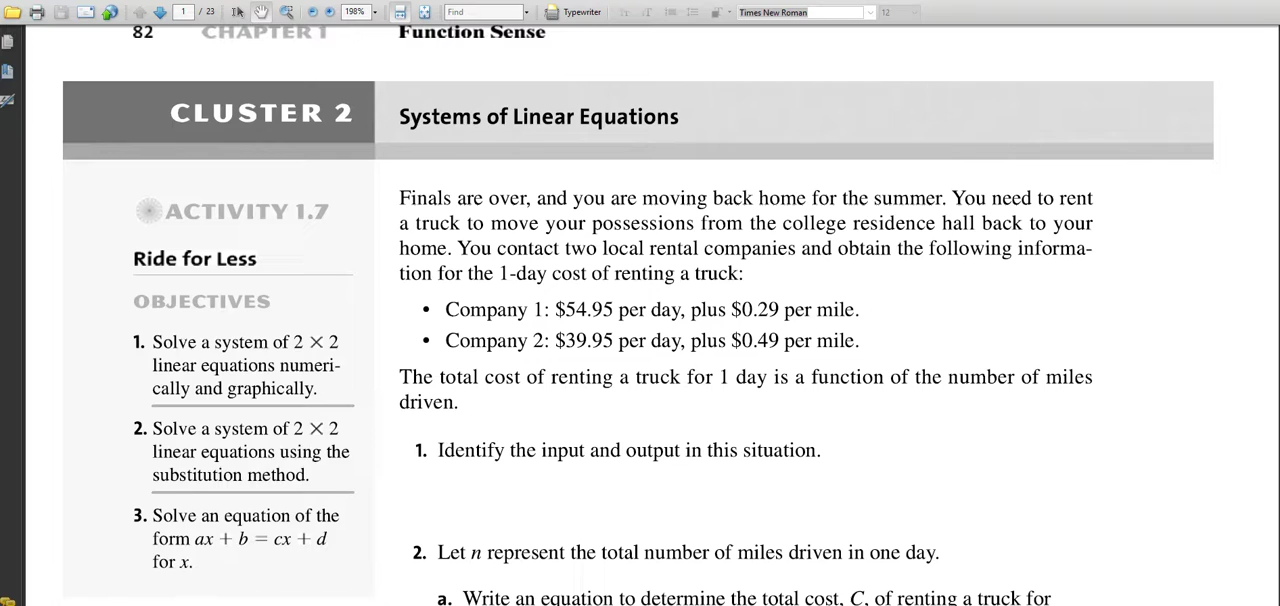 1 / 23
198%
Find
Typewriter
Times New Roman
12
82 CHAPTER 1 Function Sense
CLUSTER 2 Systems of Linear Equations
ACTIVITY 1.7
Ride for Less
OBJECTIVES
1. Solve a system of 2 × 2
linear equations numeri-
cally and graphically.
2. Solve a system of 2 × 2
linear equations using the
substitution method.
3. Solve an equation of the
form ax + b = cx + d
for x.
Finals are over, and you are moving back home for the summer. You need to rent
a truck to move your possessions from the college residence hall back to your
home. You contact two local rental companies and obtain the following informa-
tion for the 1-day cost of renting a truck:
• Company 1: $54.95 per day, plus $0.29 per mile.
• Company 2: $39.95 per day, plus $0.49 per mile.
The total cost of renting a truck for 1 day is a function of the number of miles
driven.
1. Identify the input and output in this situation.
2. Let n represent the total number of miles driven in one day.
a. Write an equation to determine the total cost, C, of renting a truck for